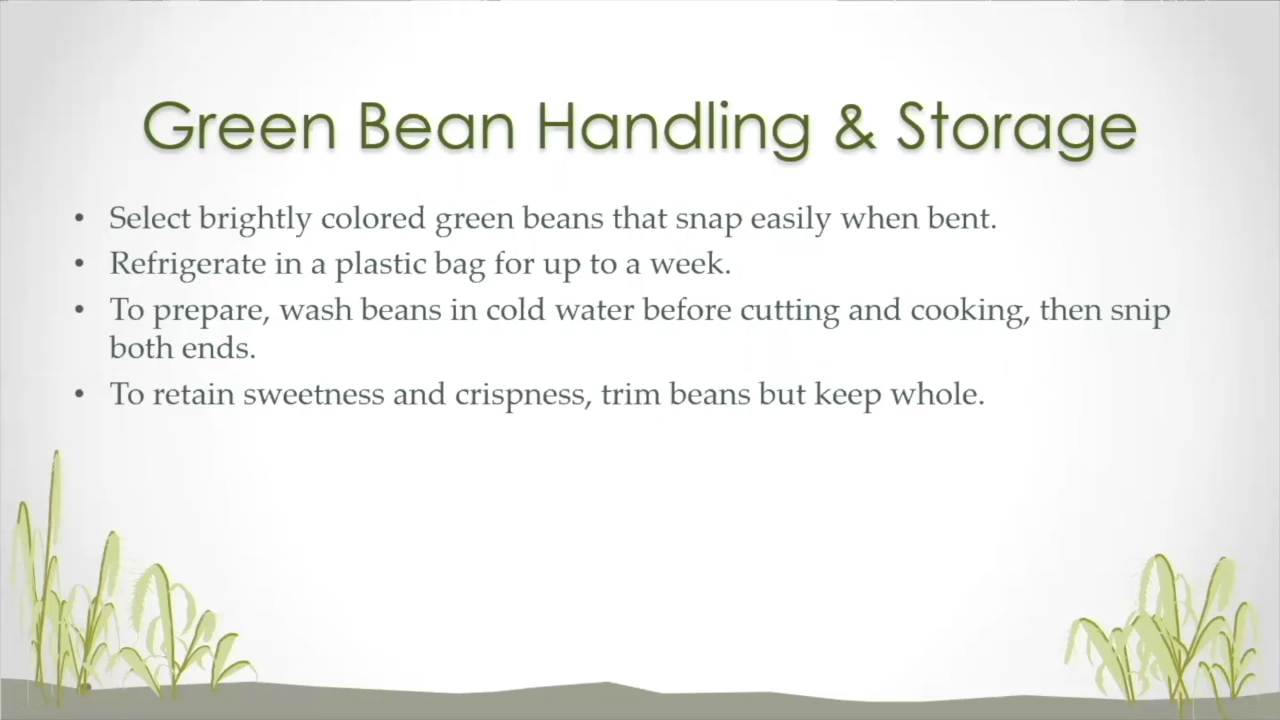 Green Bean Handling & Storage
• Select brightly colored green beans that snap easily when bent.
• Refrigerate in a plastic bag for up to a week.
• To prepare, wash beans in cold water before cutting and cooking, then snip
both ends.
• To retain sweetness and crispness, trim beans but keep whole.